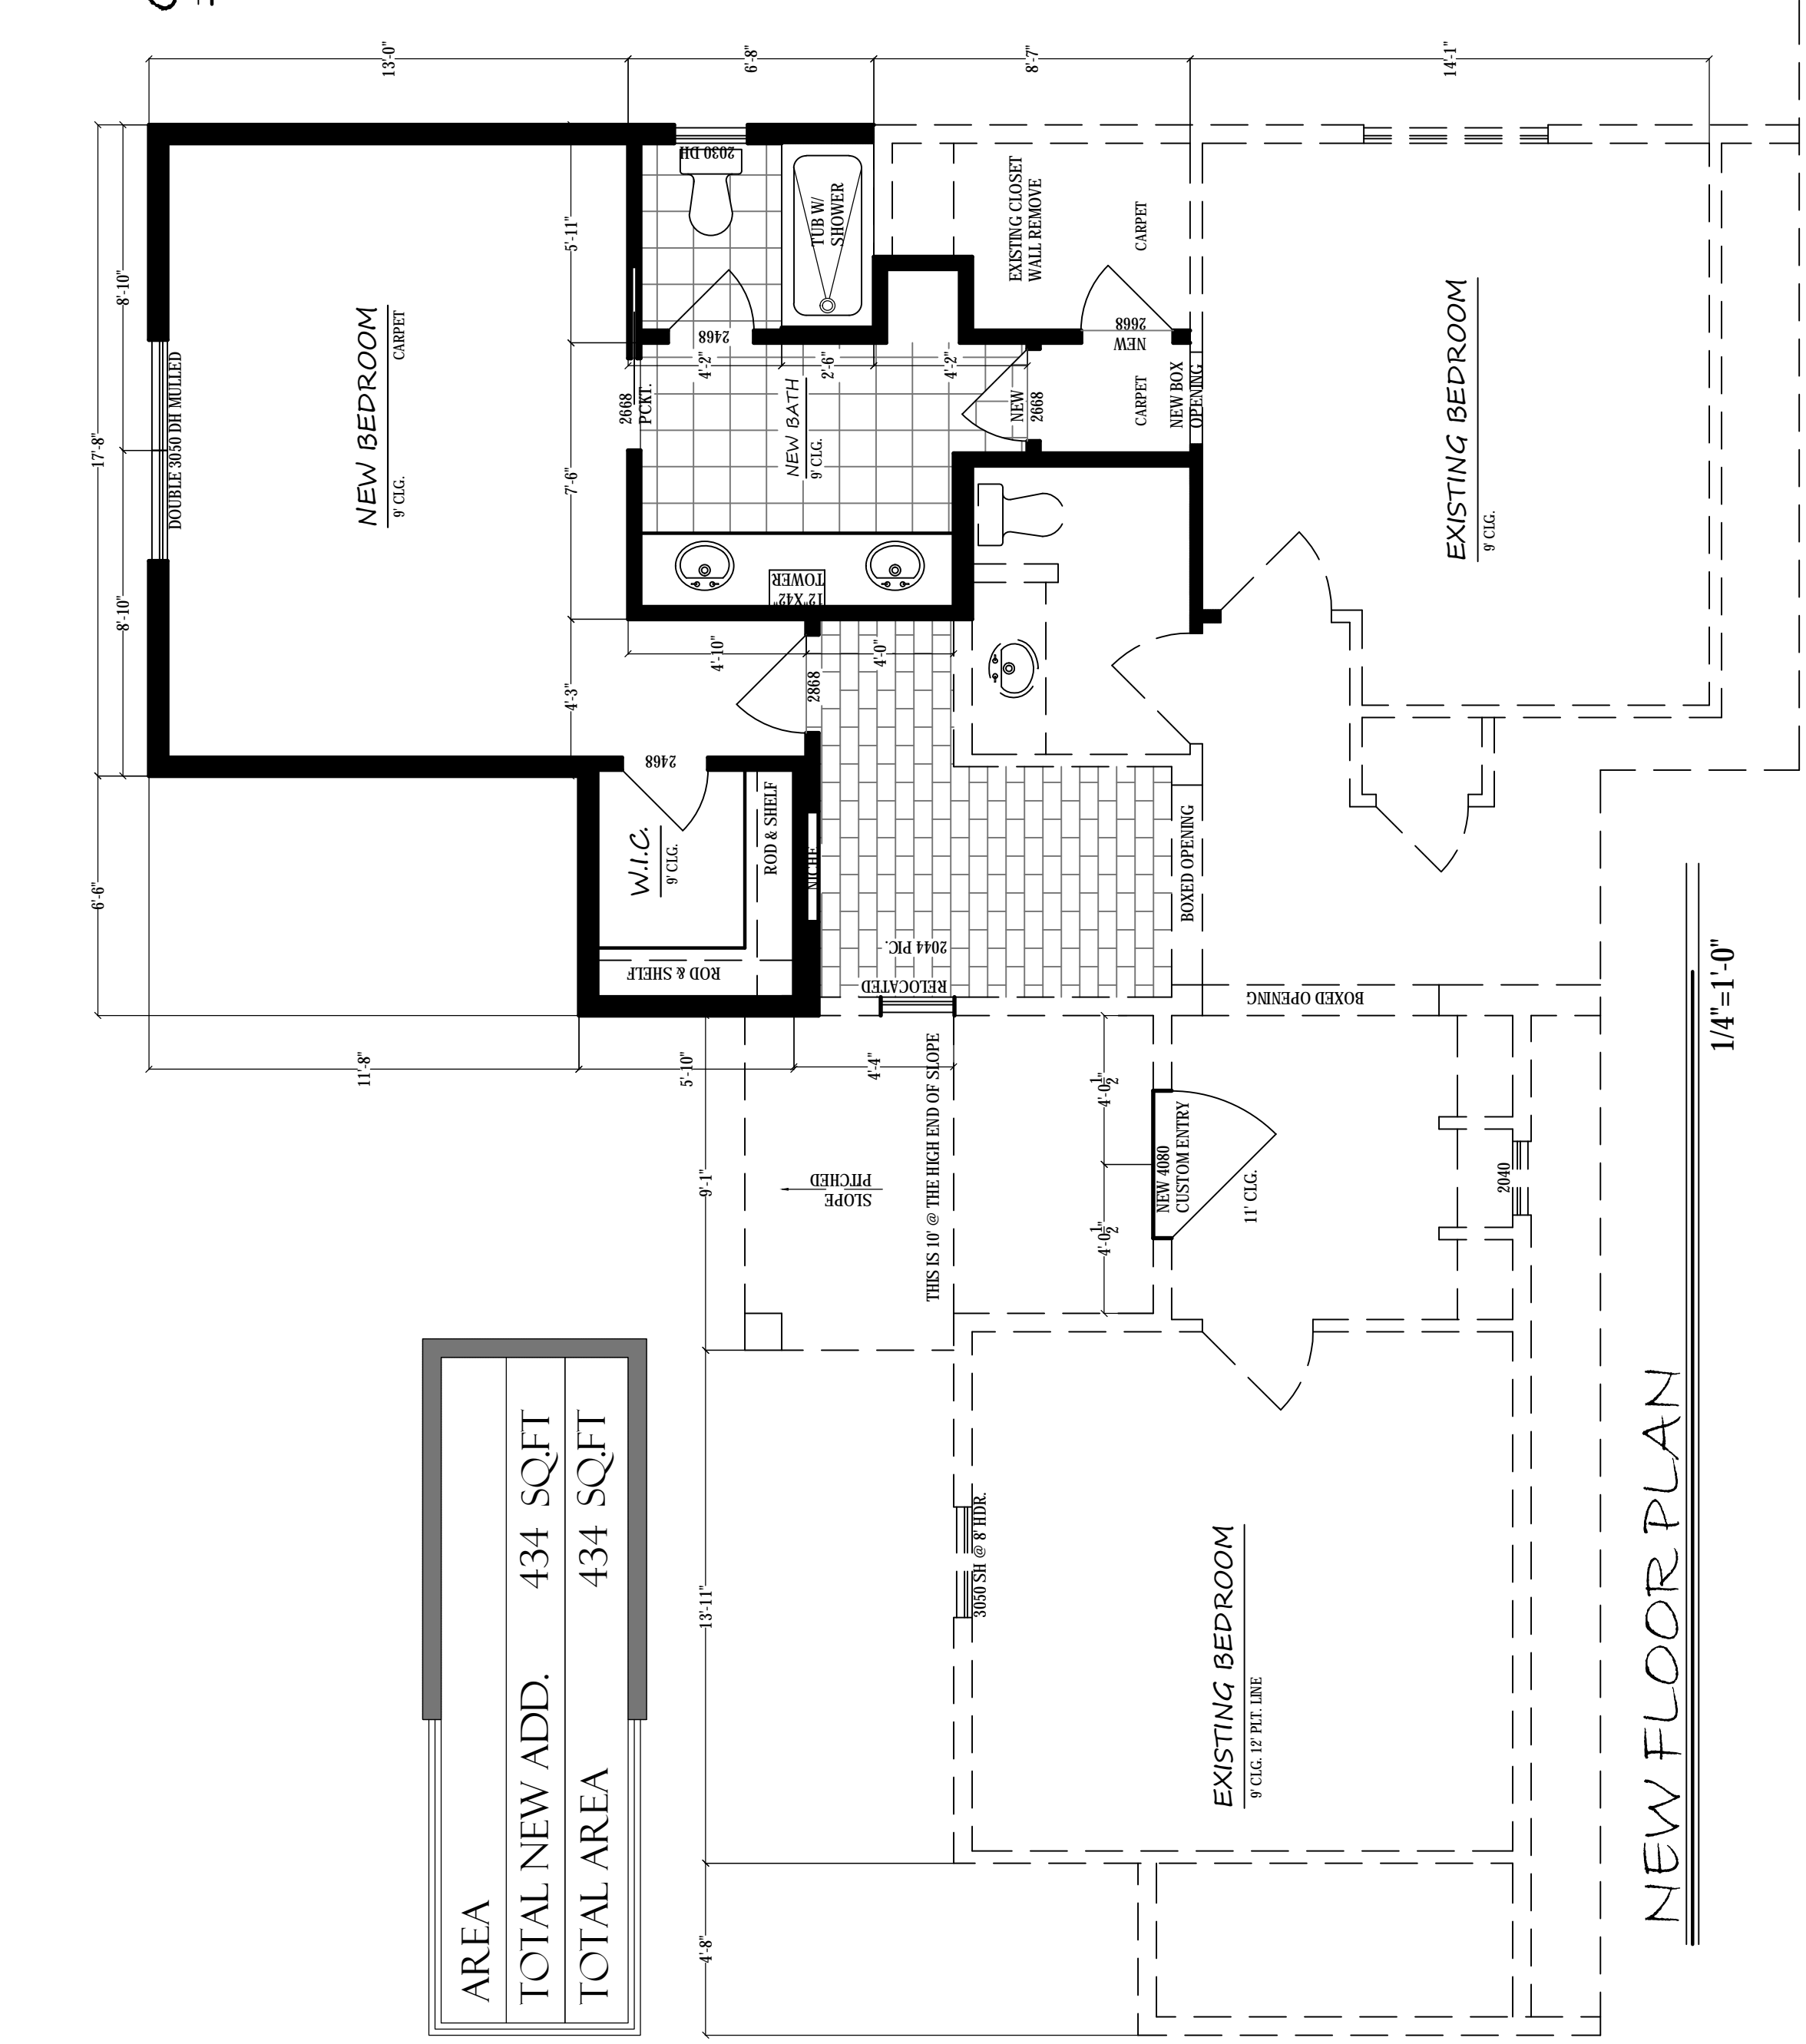 13'-0"
6'-8"
8'-7"
14'-1"
17'-8"
8'-10"
8'-10"
6'-6"
DOUBLE 3050 DH MULLED
NEW BEDROOM
9' CLG.
CARPET
5'-11"
7'-6"
4'-3"
2030 DH
TUB W/
SHOWER
2468
4'-2"
2'-6"
4'-2"
2668
PCKT.
NEW BATH
9' CLG.
12"X42"
TOWER
EXISTING CLOSET
WALL REMOVE
CARPET
NEW
2668
NEW
2668
CARPET
NEW BOX
OPENING
EXISTING BEDROOM
9' CLG.
4'-10"
4'-0"
2868
2468
W.I.C.
9' CLG.
ROD & SHELF
ROD & SHELF
NICHE
RELOCATED
2044 PIC.
BOXED OPENING
BOXED OPENING
11'-8"
5'-10"
4'-4"
9'-1"
13'-11"
4'-8"
SLOPE
PITCHED
THIS IS 10' @ THE HIGH END OF SLOPE
4'-0 1/2"
4'-0 1/2"
NEW 4080
CUSTOM ENTRY
11' CLG.
2040
3050 SH @ 8' HDR.
EXISTING BEDROOM
9' CLG. 12' PLT. LINE
AREA
TOTAL NEW ADD. 434 SQ.FT
TOTAL AREA 434 SQ.FT
NEW FLOOR PLAN
1/4"=1'-0"